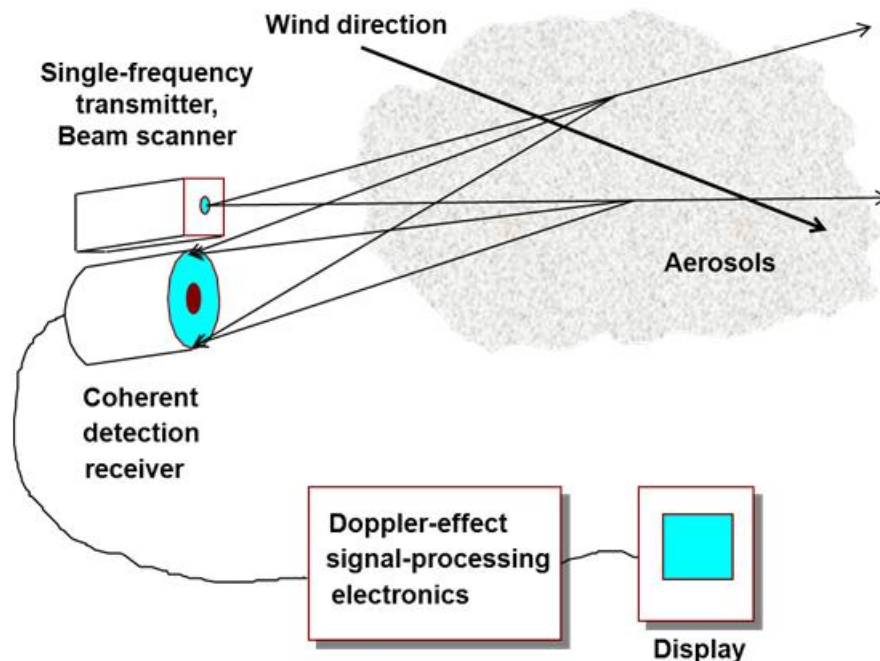 Wind direction
Single-frequency
transmitter,
Beam scanner
Aerosols
Coherent
detection
receiver
Doppler-effect
signal-processing
electronics
Display